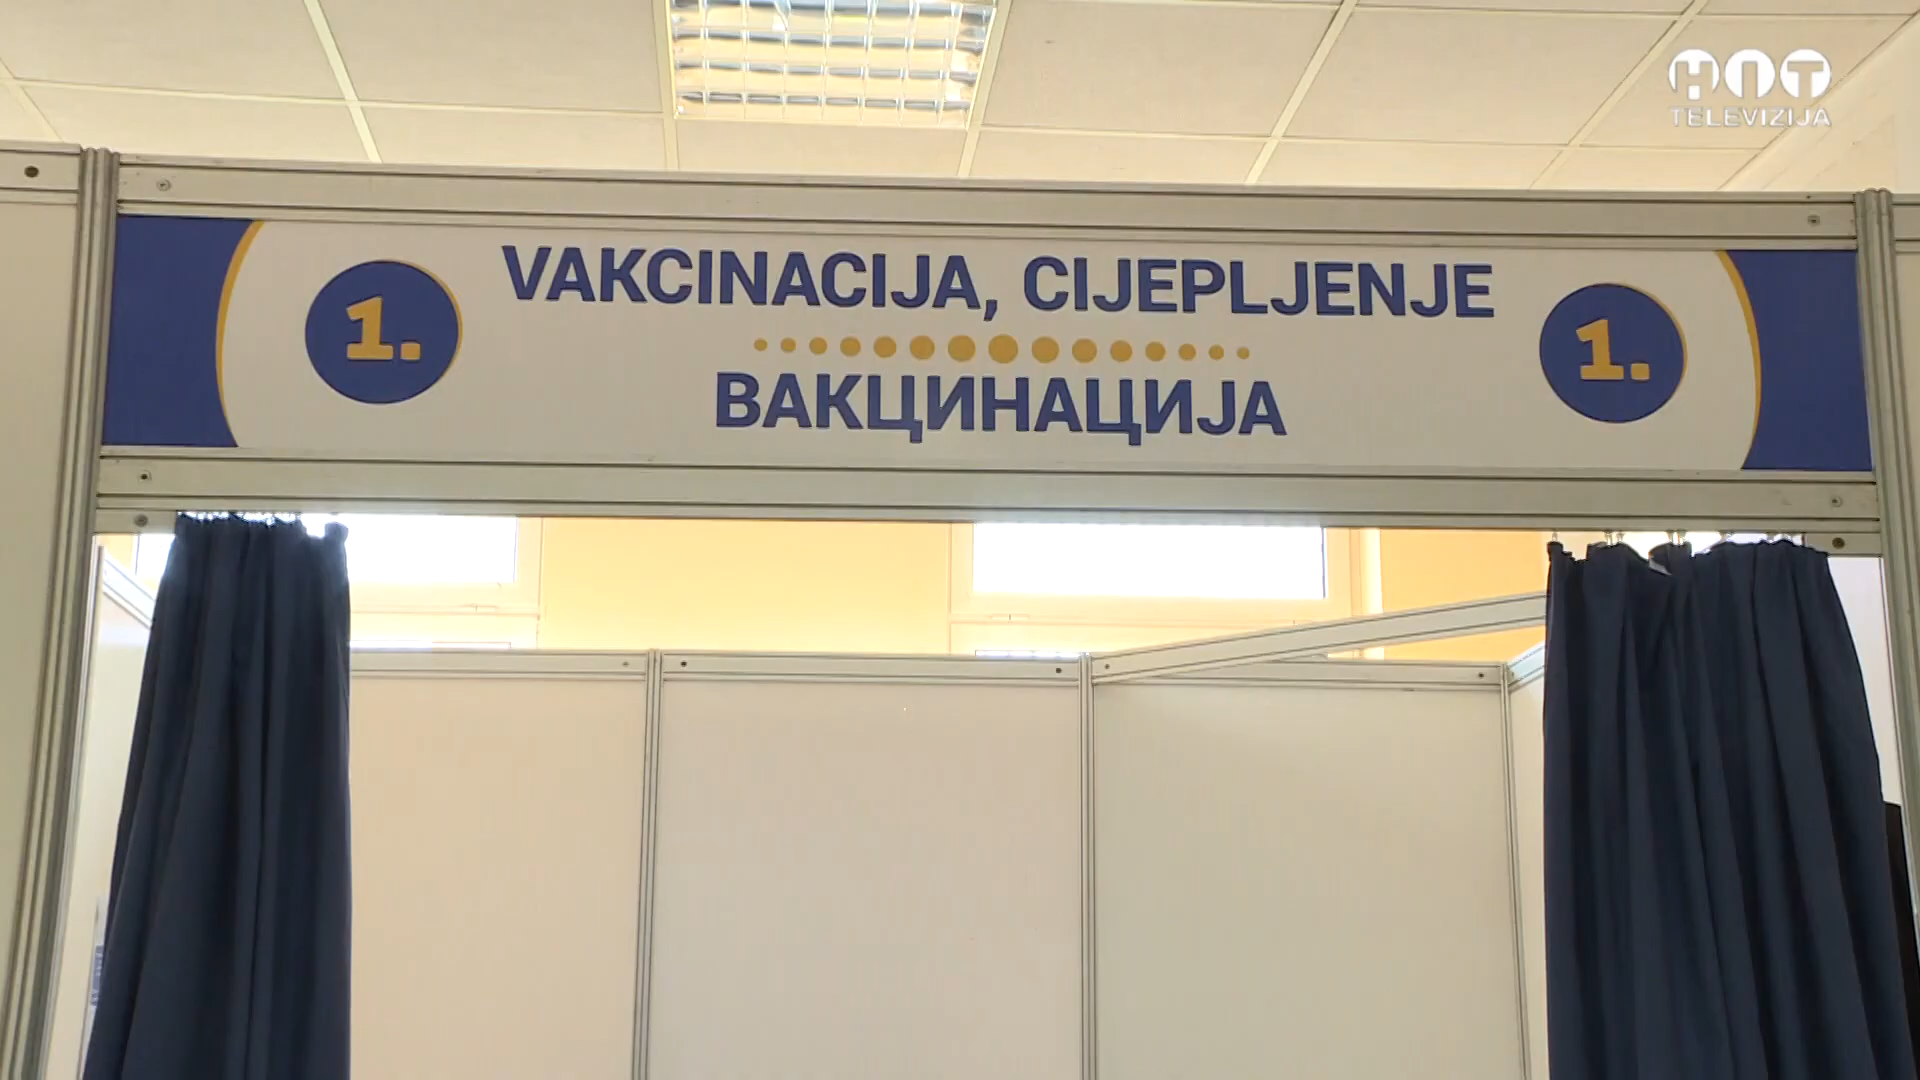 HIT
TELEVIZIJA
VAKCINACIJA, CIJEPLJENJE
1.
1.
ВАКЦИНАЦИЈА